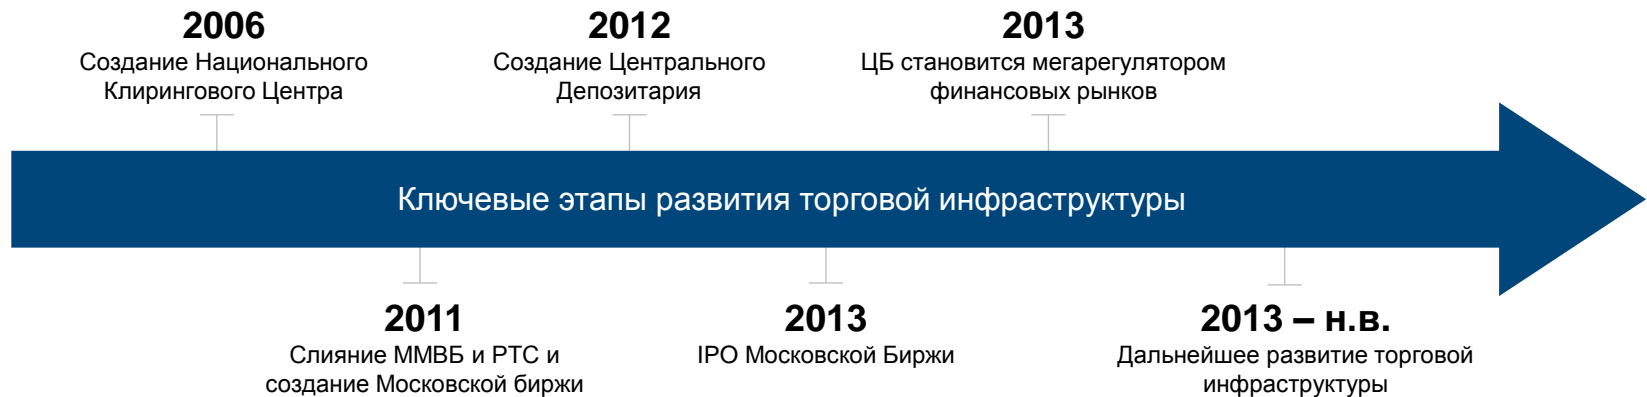 2006
Создание Национального
Клирингового Центра
2012
Создание Центрального
Депозитария
2013
ЦБ становится мегарегулятором
финансовых рынков
Ключевые этапы развития торговой инфраструктуры
2011
Слияние ММВБ и РТС и
создание Московской биржи
2013
IPO Московской Биржи
2013 – н.в.
Дальнейшее развитие торговой
инфраструктуры